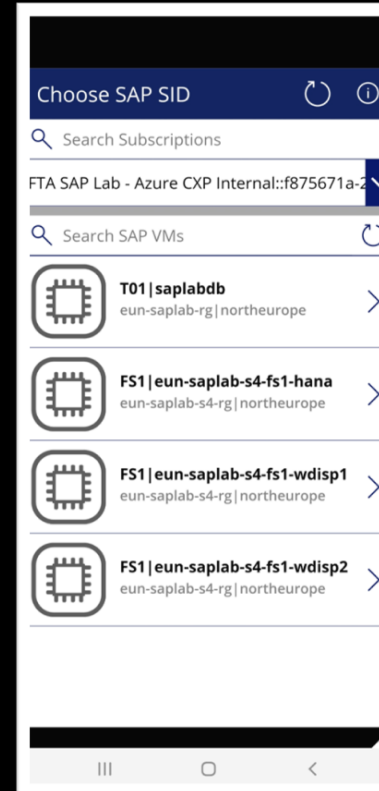 Choose SAP SID
Search Subscriptions
FTA SAP Lab - Azure CXP Internal::f875671a-2
Search SAP VMs
T01|saplabdb
eun-saplab-rg|northeurope
FS1|eun-saplab-s4-fs1-hana
eun-saplab-s4-rg|northeurope
FS1|eun-saplab-s4-fs1-wdisp1
eun-saplab-s4-rg|northeurope
FS1|eun-saplab-s4-fs1-wdisp2
eun-saplab-s4-rg|northeurope